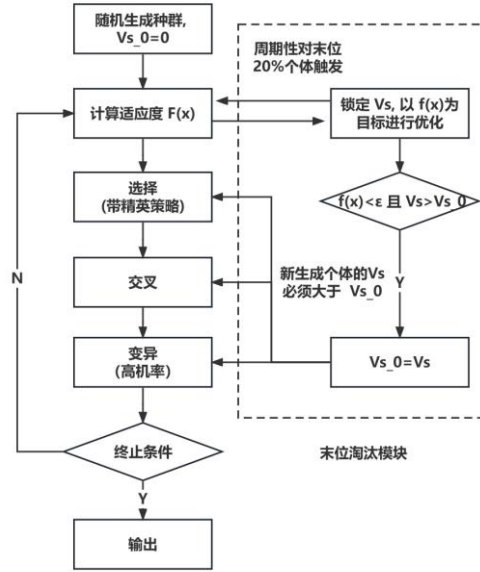 随机生成种群,
Vs_0=0
周期性对末位
20%个体触发
计算适应度 F(x)
锁定 Vs, 以 f(x)为
目标进行优化
选择
(带精英策略)
f(x)<ε 且 Vs>Vs_0
N
交叉
新生成个体的Vs
必须大于 Vs_0
Y
变异
(高机率)
Vs_0=Vs
终止条件
末位淘汰模块
Y
输出